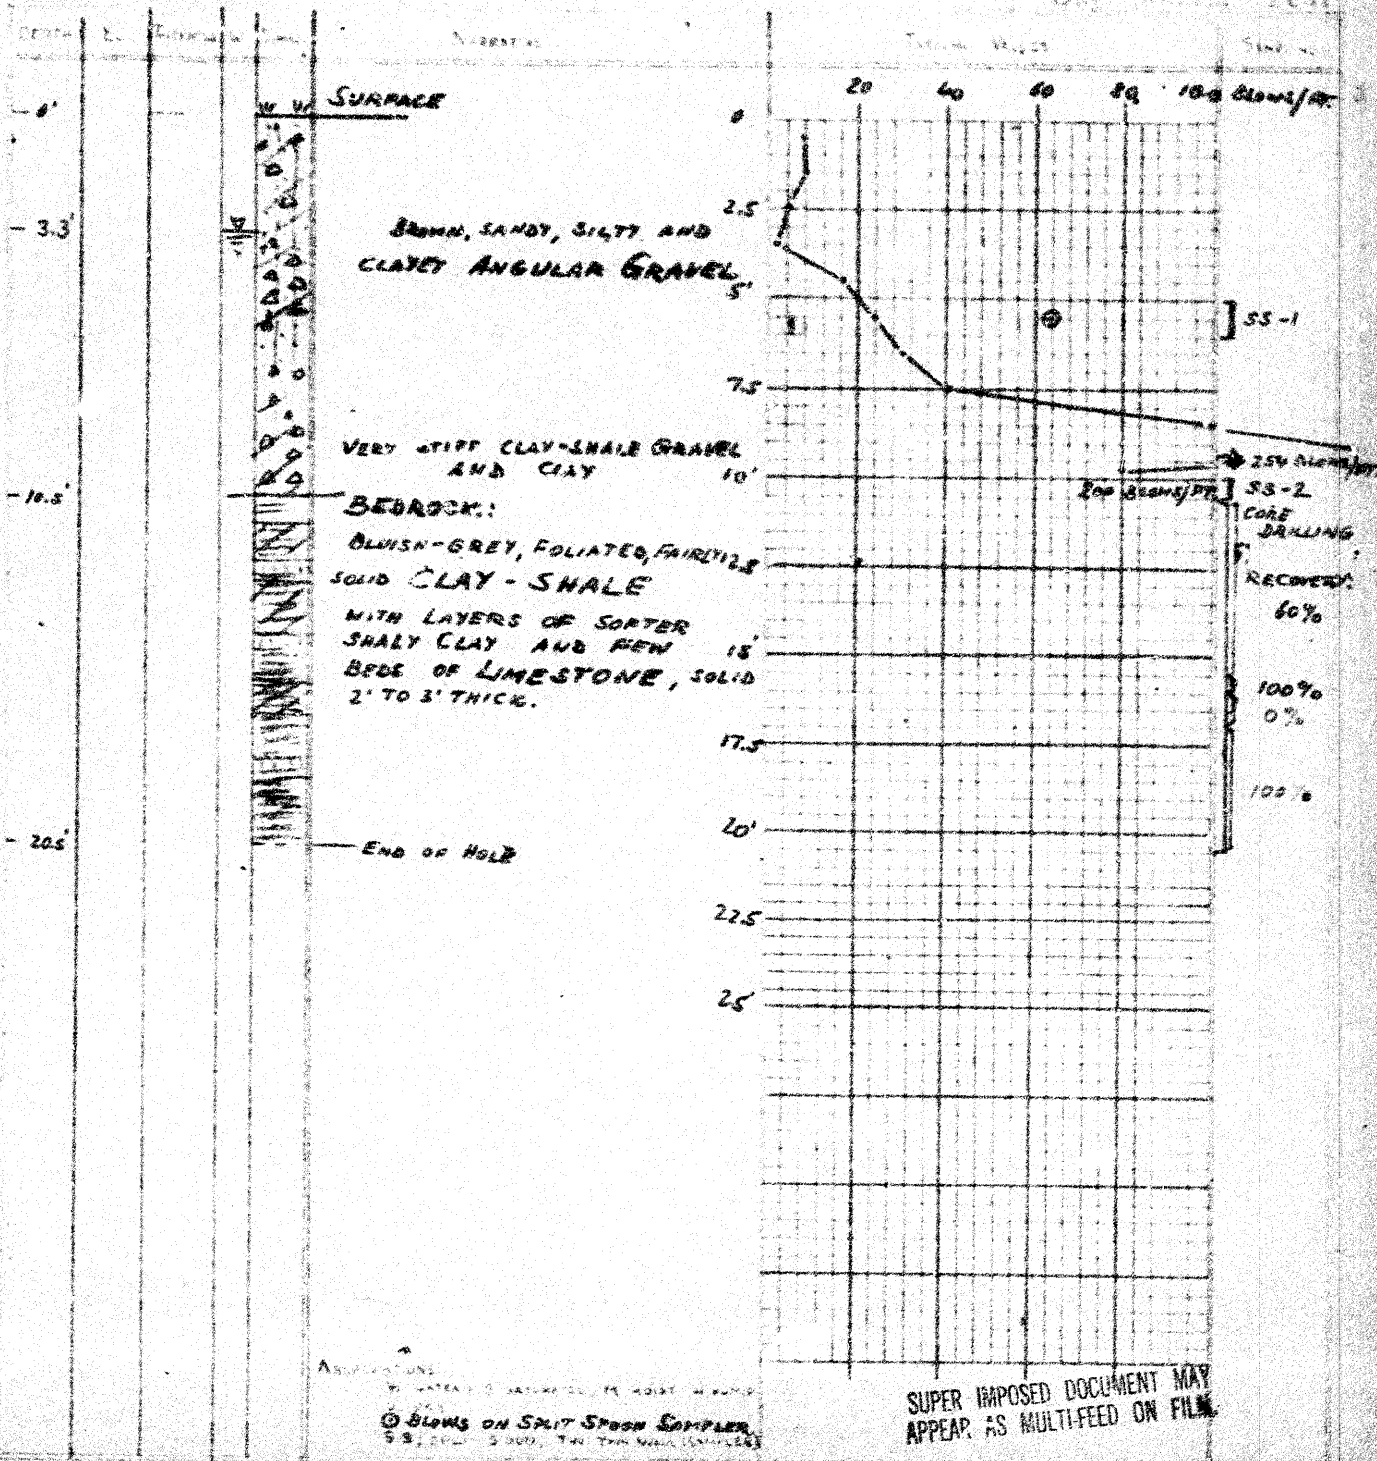 20 40 60 80 100 BLOWS/FT.
0'
SURFACE
0
2.5
3.3'
BROWN, SANDY, SILTY AND
CLAYEY ANGULAR GRAVEL
5'
SS-1
7.5
VERY STIFF CLAY-SHALE GRAVEL
AND CLAY
10'
254 BLOWS/FT.
200 BLOWS/FT.
SS-2
10.5'
BEDROCK:
CORE
DRILLING
BLUISH-GREY, FOLIATED, FAIRLY
12.5
SOLID CLAY-SHALE
RECOVERY:
60%
WITH LAYERS OF SOFTER
SHALY CLAY AND FEW
15'
BEDS OF LIMESTONE, SOLID
2' TO 3' THICK.
100%
0%
17.5
100%
20'
20.5'
END OF HOLE
22.5
25'
BLOWS ON SPLIT SPOON SAMPLER
SUPER IMPOSED DOCUMENT MAY
APPEAR AS MULTI-FEED ON FILM.